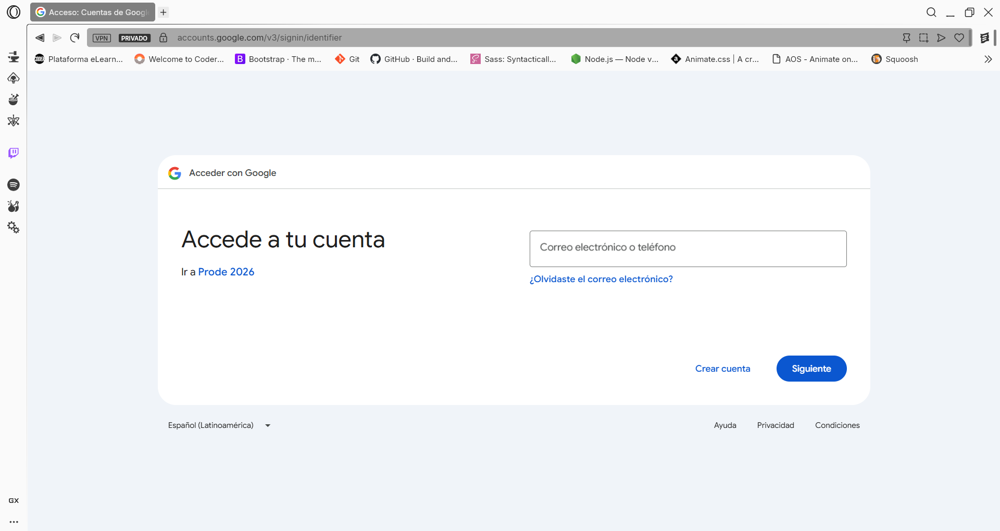 Acceso: Cuentas de Googl
VPN PRIVADO accounts.google.com/v3/signin/identifier
Plataforma eLearn... Welcome to Coder... Bootstrap · The m... Git GitHub · Build and... Sass: Syntacticall... Node.js — Node v... Animate.css | A cr... AOS - Animate on... Squoosh
Acceder con Google
Accede a tu cuenta
Ir a Prode 2026
Correo electrónico o teléfono
¿Olvidaste el correo electrónico?
Crear cuenta Siguiente
Español (Latinoamérica) Ayuda Privacidad Condiciones
GX